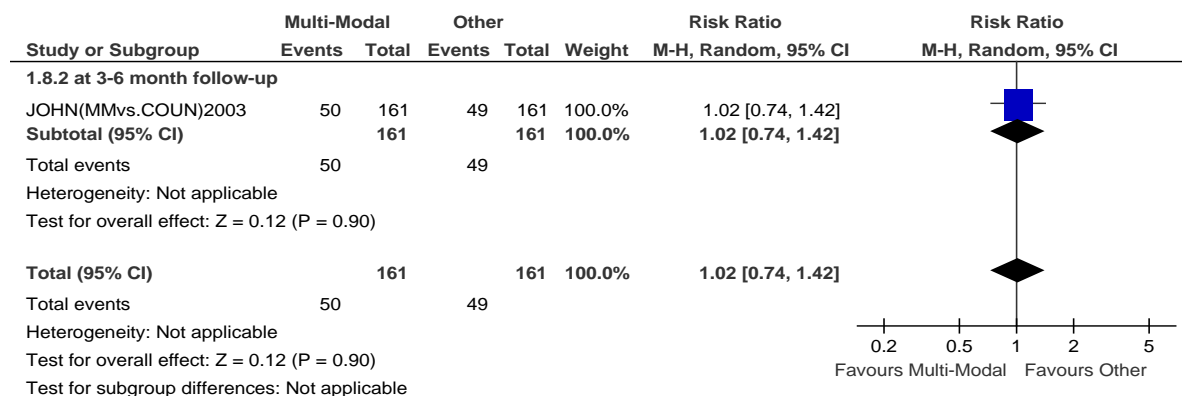 Multi-Modal Other Risk Ratio Risk Ratio
Study or Subgroup Events Total Events Total Weight M-H, Random, 95% CI M-H, Random, 95% CI
1.8.2 at 3-6 month follow-up
JOHN(MMvs.COUN)2003 50 161 49 161 100.0% 1.02 [0.74, 1.42]
Subtotal (95% CI) 161 161 100.0% 1.02 [0.74, 1.42]
Total events 50 49
Heterogeneity: Not applicable
Test for overall effect: Z = 0.12 (P = 0.90)
Total (95% CI) 161 161 100.0% 1.02 [0.74, 1.42]
Total events 50 49
Heterogeneity: Not applicable
Test for overall effect: Z = 0.12 (P = 0.90)
Test for subgroup differences: Not applicable
0.2 0.5 1 2 5
Favours Multi-Modal Favours Other